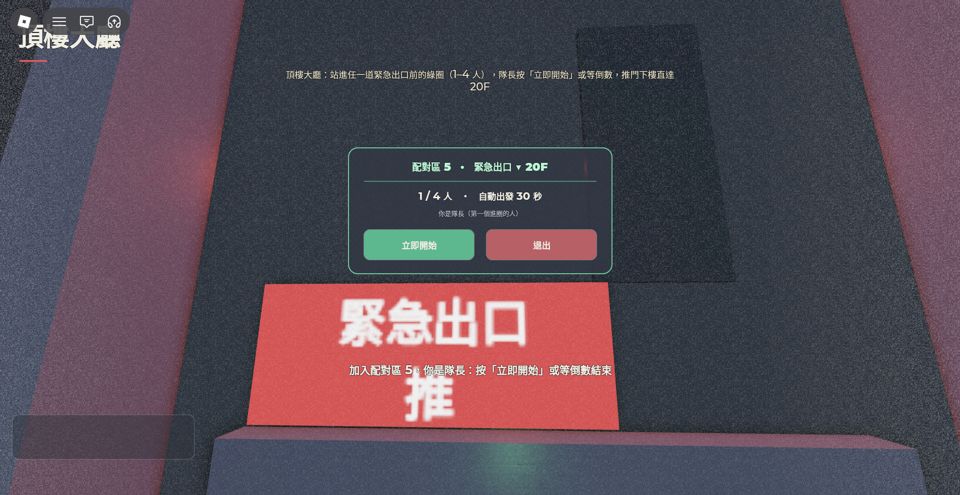 頂樓大廳
頂樓大廳：站進任一道緊急出口前的綠圈（1–4 人），隊長按「立即開始」或等倒數，推門下樓直達
20F
配對區 5 • 緊急出口 ▼ 20F
1 / 4 人 • 自動出發 30 秒
你是隊長（第一個進圈的人）
立即開始
退出
緊急出口
加入配對區 5，你是隊長：按「立即開始」或等倒數結束
推